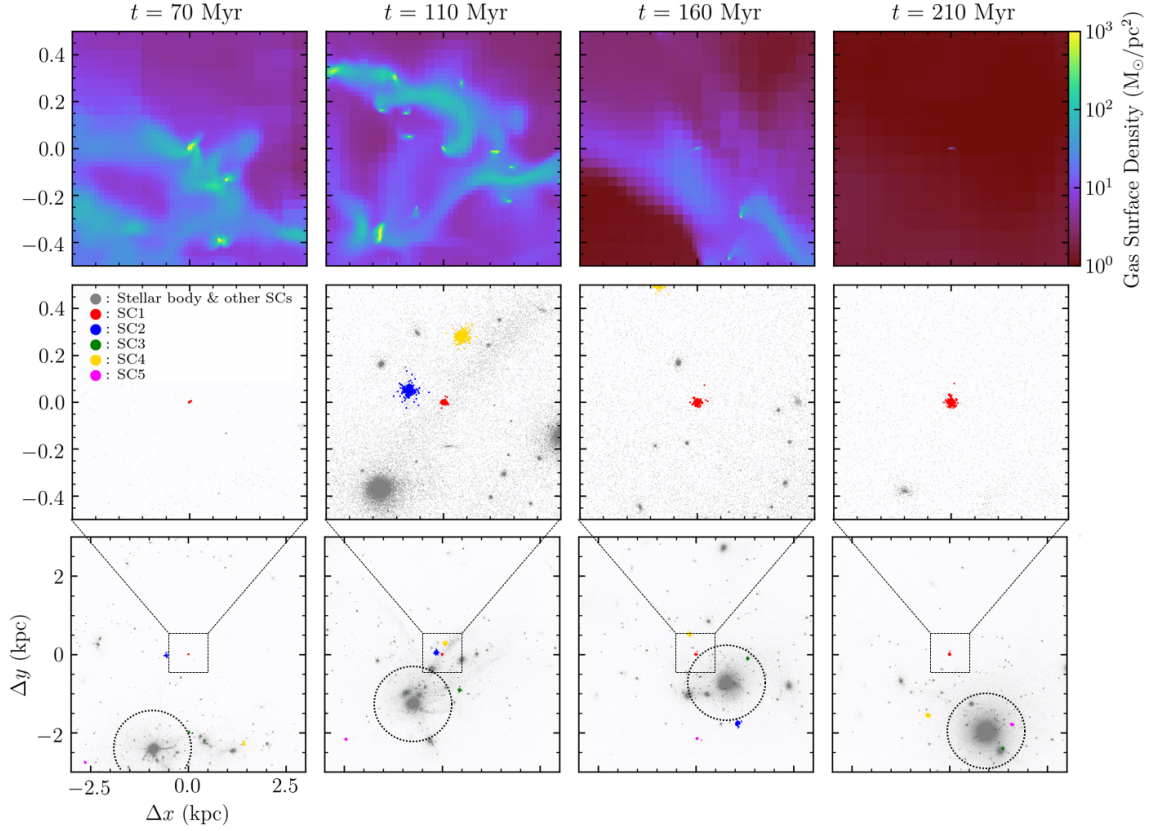 t = 70 Myr t = 110 Myr t = 160 Myr t = 210 Myr
0.4
0.2
0.0
−0.2
−0.4
10³
10²
10¹
10⁰
Gas Surface Density (M⊙/pc²)
0.4
0.2
0.0
−0.2
−0.4
: Stellar body & other SCs
: SC1
: SC2
: SC3
: SC4
: SC5
2
0
−2
Δy (kpc)
−2.5 0.0 2.5
Δx (kpc)